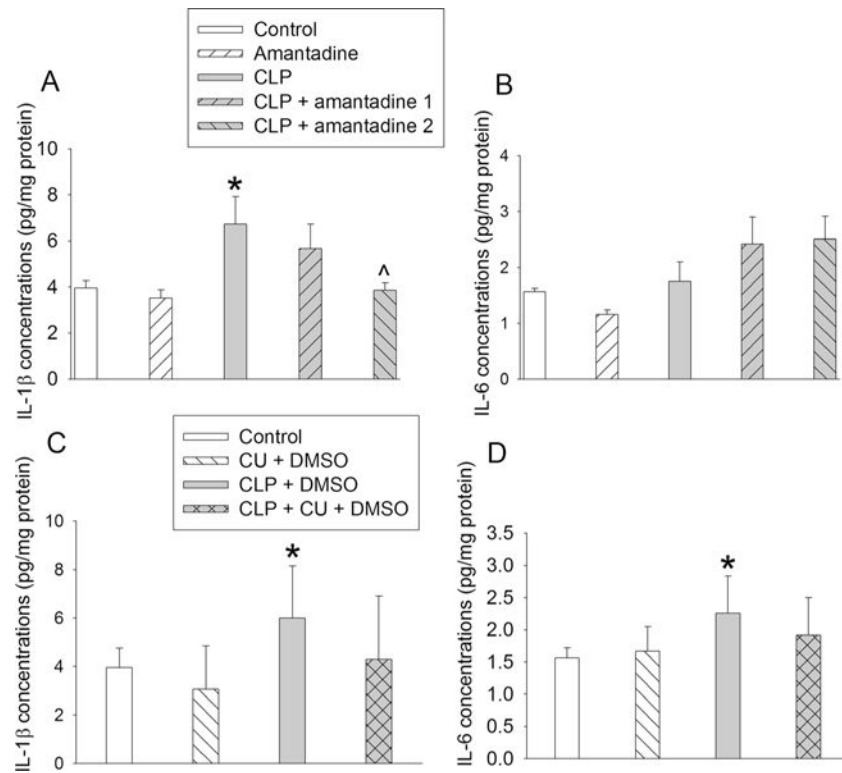 Control
Amantadine
CLP
CLP + amantadine 1
CLP + amantadine 2
A
IL-1β concentrations (pg/mg protein)
10
8
6
4
2
0
*
^
B
IL-6 concentrations (pg/mg protein)
4
3
2
1
0
C
Control
CU + DMSO
CLP + DMSO
CLP + CU + DMSO
IL-1β concentrations (pg/mg protein)
10
8
6
4
2
0
*
D
IL-6 concentrations (pg/mg protein)
3.5
3.0
2.5
2.0
1.5
1.0
0.5
0.0
*